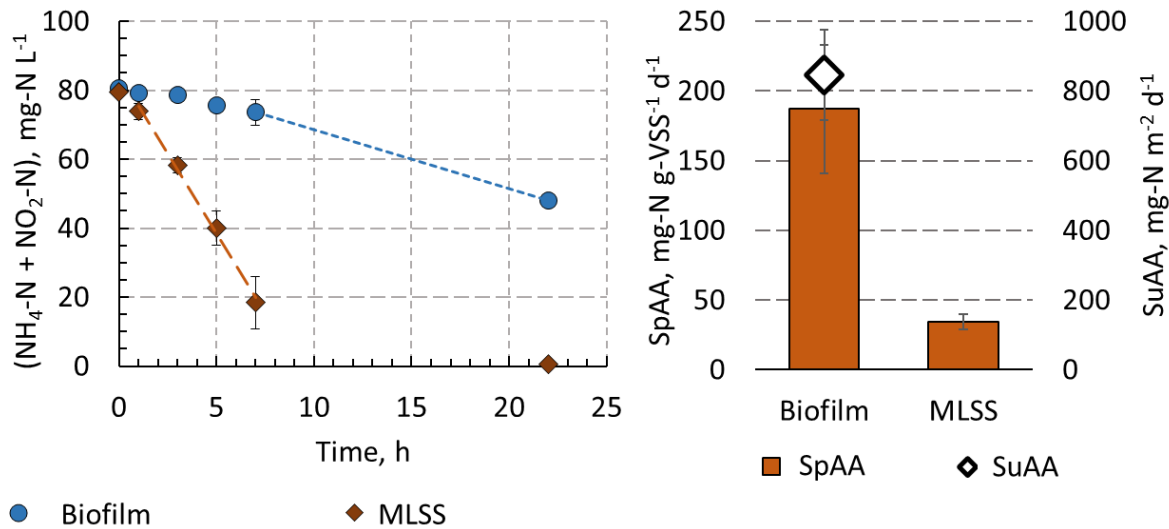 (NH₄-N + NO₂-N), mg-N L⁻¹
100
80
60
40
20
0
0 5 10 15 20 25
Time, h
Biofilm MLSS
SpAA, mg-N g-VSS⁻¹ d⁻¹
250
200
150
100
50
0
SuAA, mg-N m⁻² d⁻¹
1000
800
600
400
200
0
Biofilm MLSS
SpAA SuAA